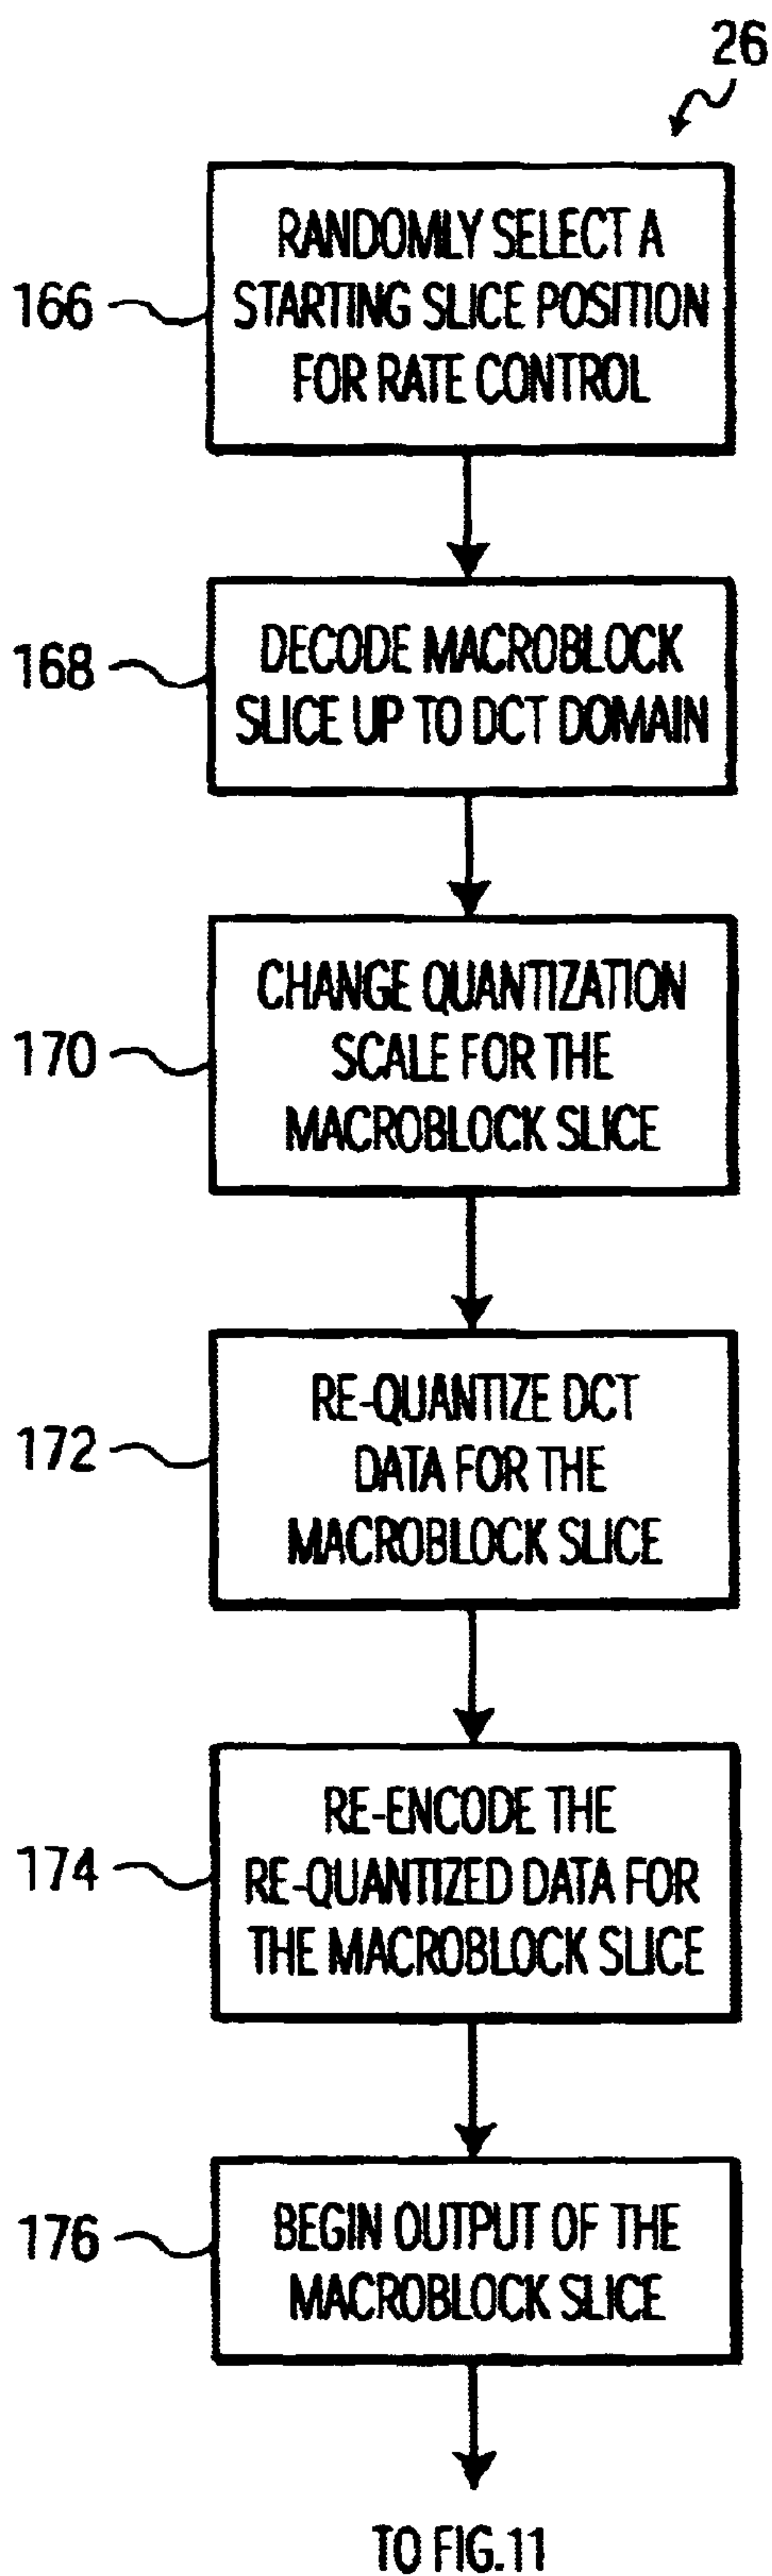 26
166
RANDOMLY SELECT A
STARTING SLICE POSITION
FOR RATE CONTROL
168
DECODE MACROBLOCK
SLICE UP TO DCT DOMAIN
170
CHANGE QUANTIZATION
SCALE FOR THE
MACROBLOCK SLICE
172
RE-QUANTIZE DCT
DATA FOR THE
MACROBLOCK SLICE
174
RE-ENCODE THE
RE-QUANTIZED DATA FOR
THE MACROBLOCK SLICE
176
BEGIN OUTPUT OF THE
MACROBLOCK SLICE
TO FIG.11